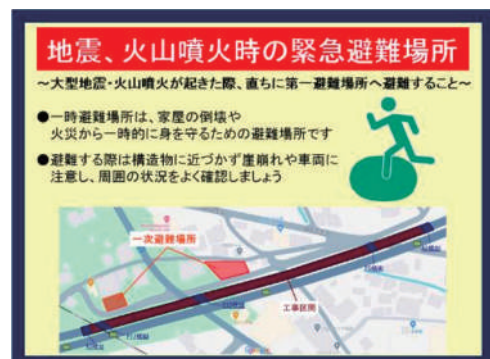 地震、火山噴火時の緊急避難場所
～大型地震・火山噴火が起きた際、直ちに第一避難場所へ避難すること～
●一時避難場所は、家屋の倒壊や
火災から一時的に身を守るための避難場所です
●避難する際は構造物に近づかず崖崩れや車両に
注意し、周囲の状況をよく確認しましょう
一次避難場所
工事区間